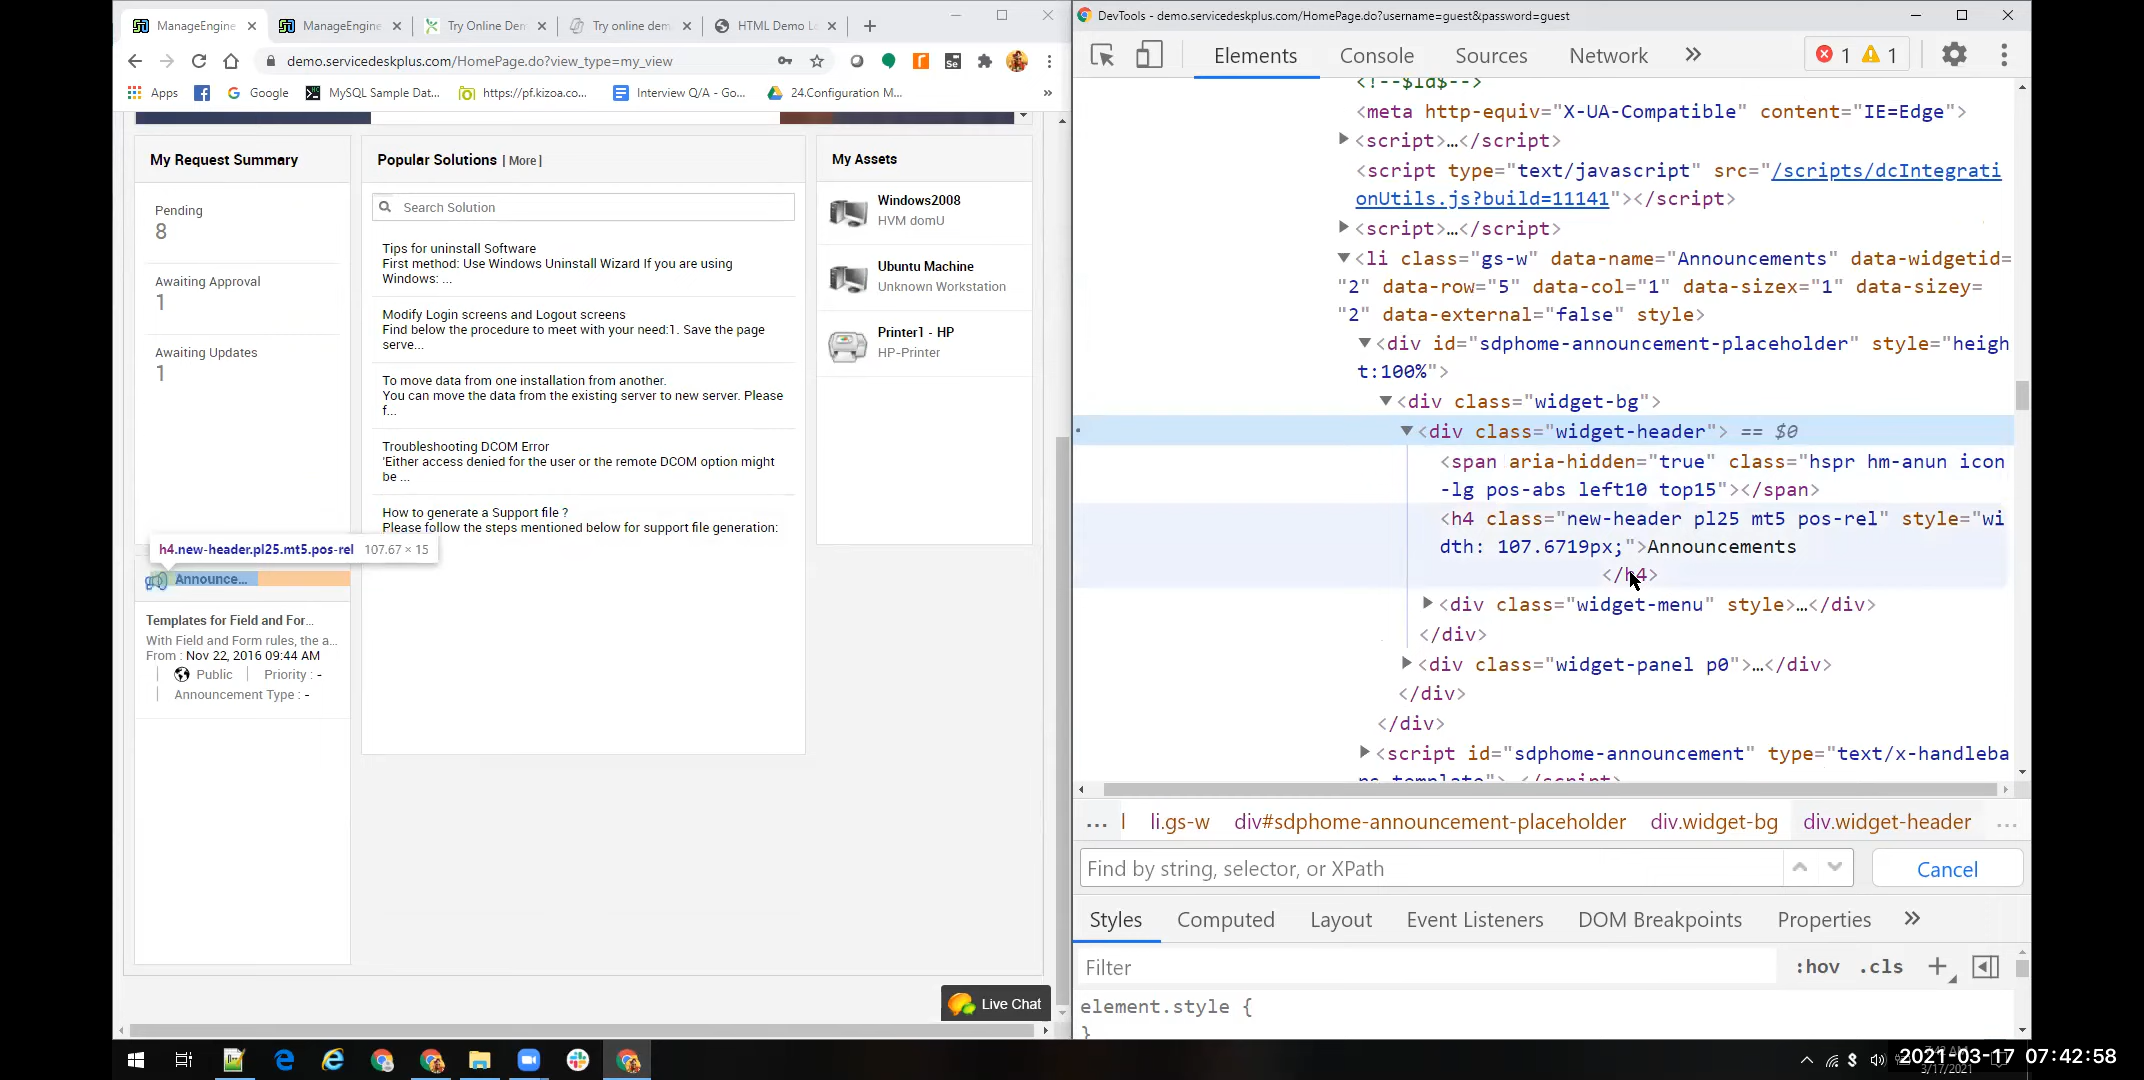 ManageEngine
ManageEngine
Try Online Den
Try online dem
HTML Demo La
demo.servicedeskplus.com/HomePage.do?view_type=my_view
Apps
Google
MySQL Sample Dat...
https://pf.kizoa.co...
Interview Q/A - Go...
24.Configuration M...
»
My Request Summary
Pending
8
Awaiting Approval
1
Awaiting Updates
1
Popular Solutions [ More ]
Search Solution
Tips for uninstall Software
First method: Use Windows Uninstall Wizard If you are using
Windows: ...
Modify Login screens and Logout screens
Find below the procedure to meet with your need:1. Save the page
serve...
To move data from one installation from another.
You can move the data from the existing server to new server. Please
f...
Troubleshooting DCOM Error
'Either access denied for the user or the remote DCOM option might
be ...
How to generate a Support file ?
Please follow the steps mentioned below for support file generation:
My Assets
Windows2008
HVM domU
Ubuntu Machine
Unknown Workstation
Printer1 - HP
HP-Printer
h4.new-header.pl25.mt5.pos-rel 107.67 × 15
Announce...
Templates for Field and For...
With Field and Form rules, the a...
From : Nov 22, 2016 09:44 AM
Public
Priority : -
Announcement Type : -
Live Chat
DevTools - demo.servicedeskplus.com/HomePage.do?username=guest&password=guest
Elements
Console
Sources
Network
»
1
1
<!--$Id$-->
<meta http-equiv="X-UA-Compatible" content="IE=Edge">
<script>…</script>
<script type="text/javascript" src="/scripts/dcIntegrati
onUtils.js?build=11141"></script>
<script>…</script>
<li class="gs-w" data-name="Announcements" data-widgetid=
"2" data-row="5" data-col="1" data-sizex="1" data-sizey=
"2" data-external="false" style>
<div id="sdphome-announcement-placeholder" style="heigh
t:100%">
<div class="widget-bg">
<div class="widget-header"> == $0
<span aria-hidden="true" class="hspr hm-anun icon
-lg pos-abs left10 top15"></span>
<h4 class="new-header pl25 mt5 pos-rel" style="wi
dth: 107.6719px;">Announcements
</h4>
<div class="widget-menu" style>…</div>
</div>
<div class="widget-panel p0">…</div>
</div>
</div>
<script id="sdphome-announcement" type="text/x-handleba
rs-template">…</script>
... l li.gs-w div#sdphome-announcement-placeholder div.widget-bg div.widget-header ...
Find by string, selector, or XPath
Cancel
Styles
Computed
Layout
Event Listeners
DOM Breakpoints
Properties
»
Filter
:hov .cls
element.style {
}
Se
2021-03-17 07:42:58
3/17/2021